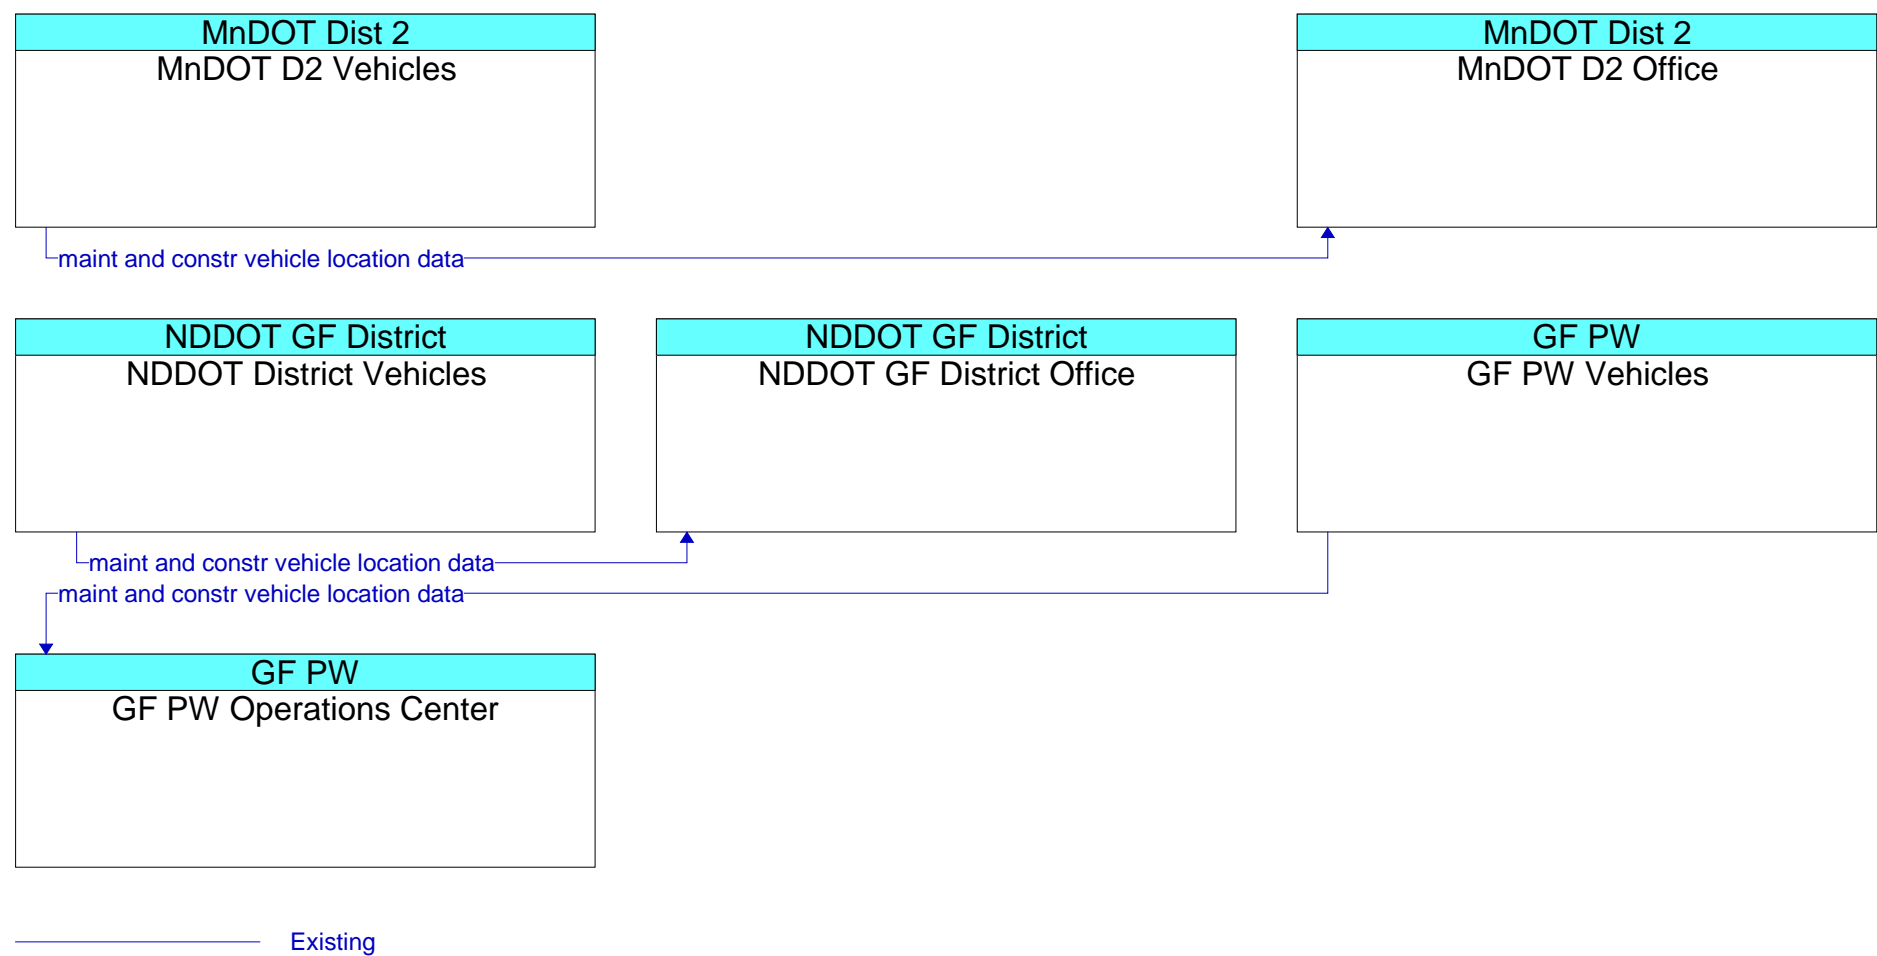 MnDOT Dist 2
MnDOT D2 Vehicles
MnDOT Dist 2
MnDOT D2 Office
maint and constr vehicle location data
NDDOT GF District
NDDOT District Vehicles
NDDOT GF District
NDDOT GF District Office
GF PW
GF PW Vehicles
maint and constr vehicle location data
maint and constr vehicle location data
GF PW
GF PW Operations Center
Existing